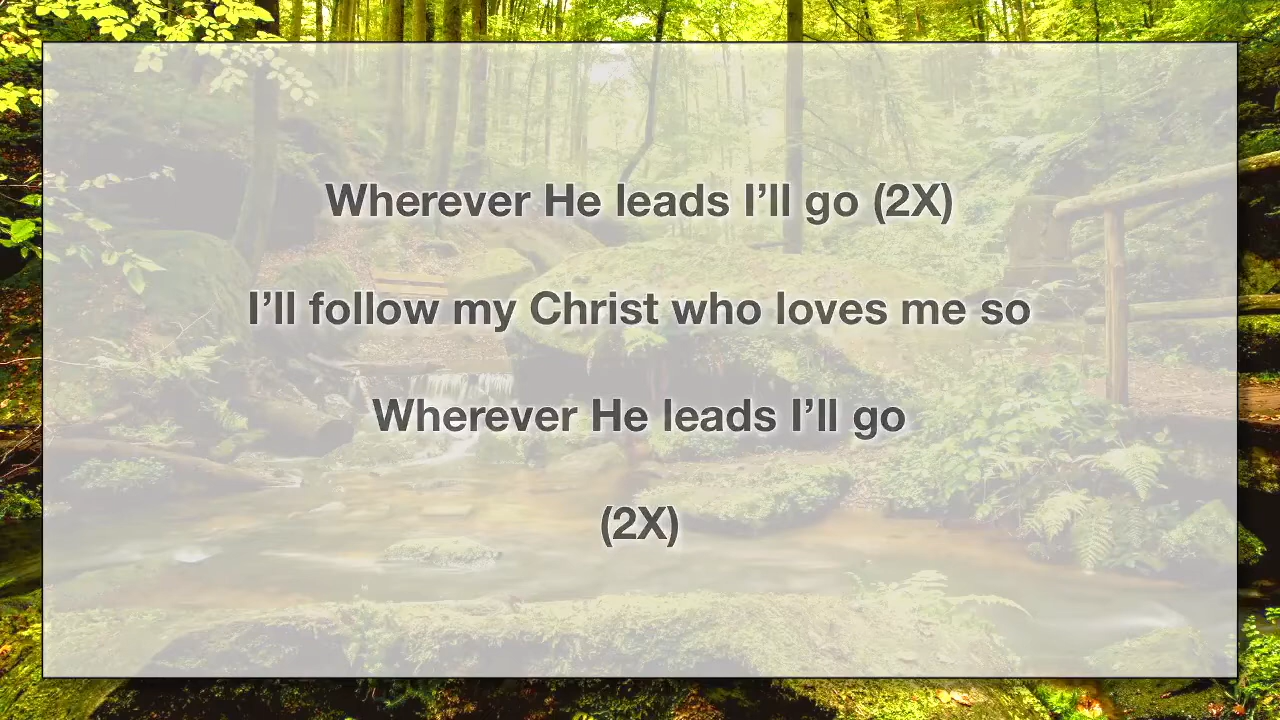 Wherever He leads I’ll go (2X)
I’ll follow my Christ who loves me so
Wherever He leads I’ll go
(2X)